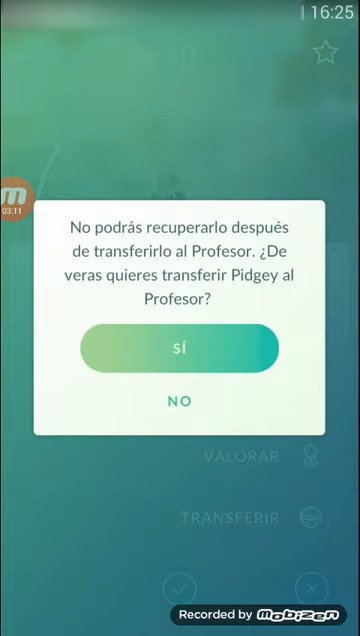 16:25
03:11
No podrás recuperarlo después
de transferirlo al Profesor. ¿De
veras quieres transferir Pidgey al
Profesor?
SÍ
NO
VALORAR
TRANSFERIR
Recorded by mobizen